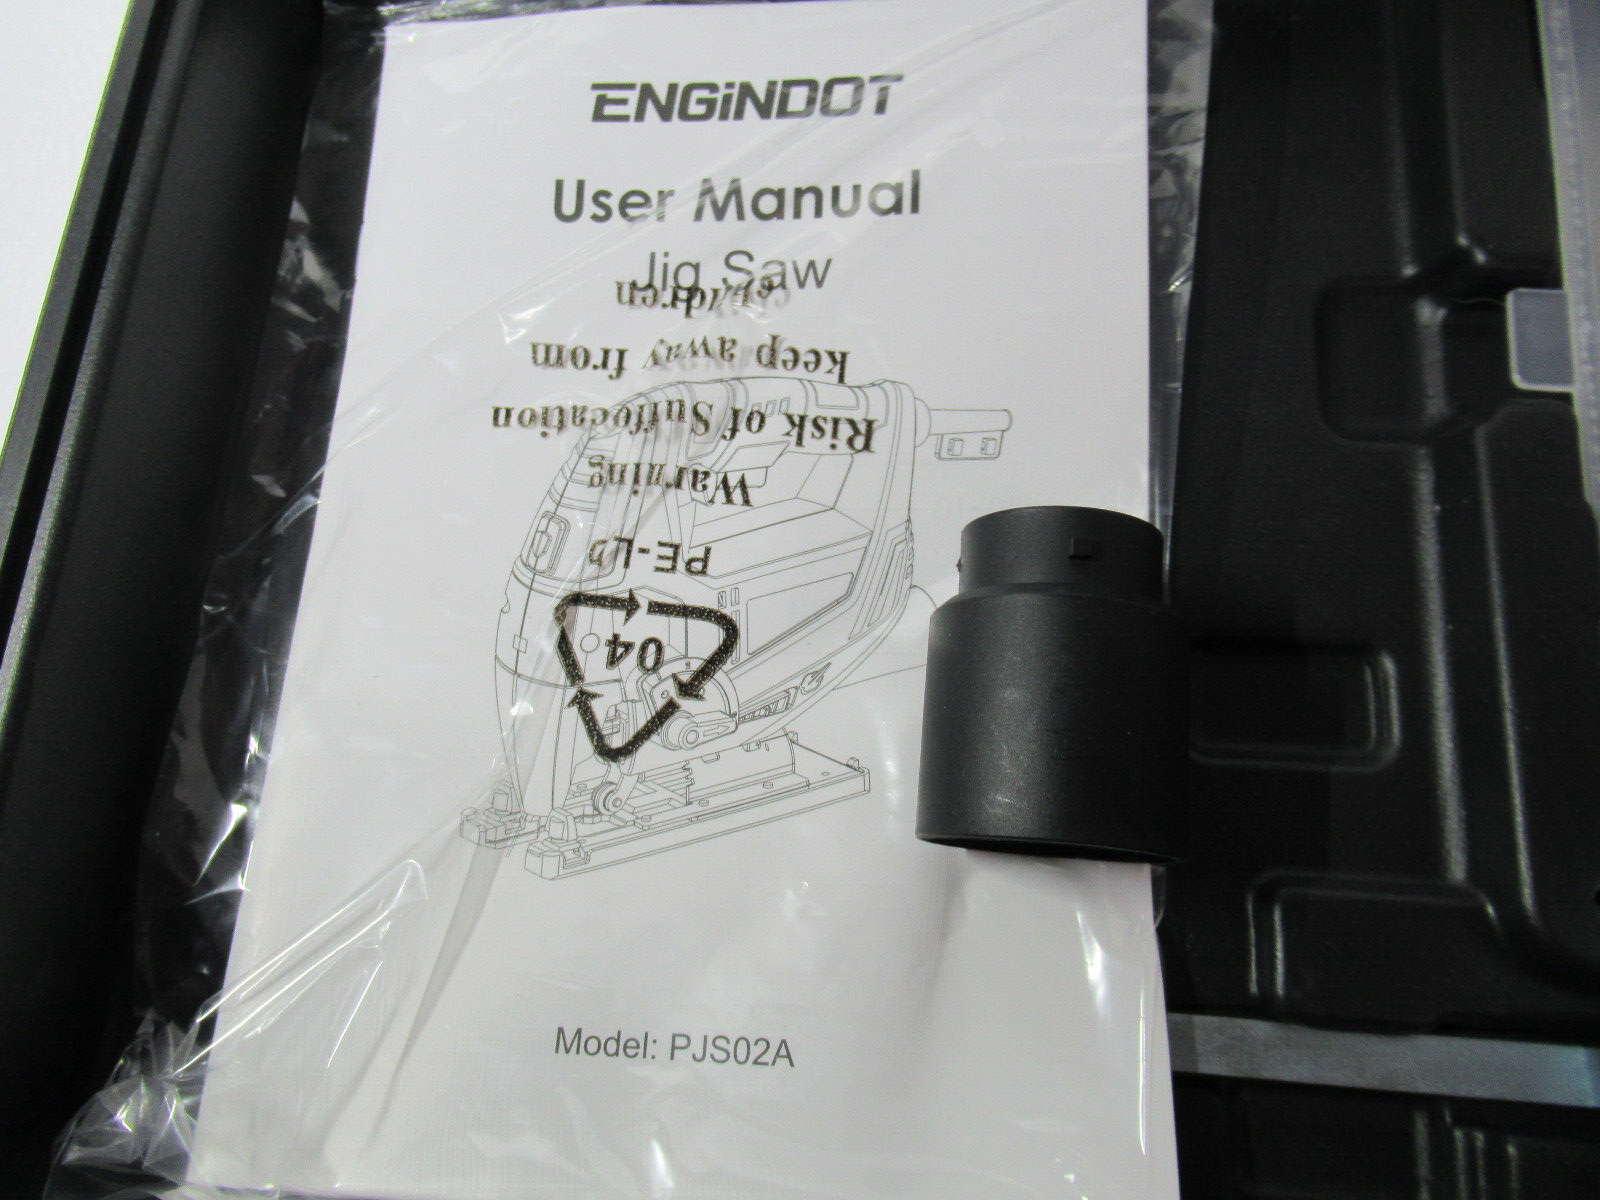 ENGiNDOT
User Manual
Jig Saw
Model: PJS02A
04
PE-LD
Warning
Risk of Suffocation
keep away from
children